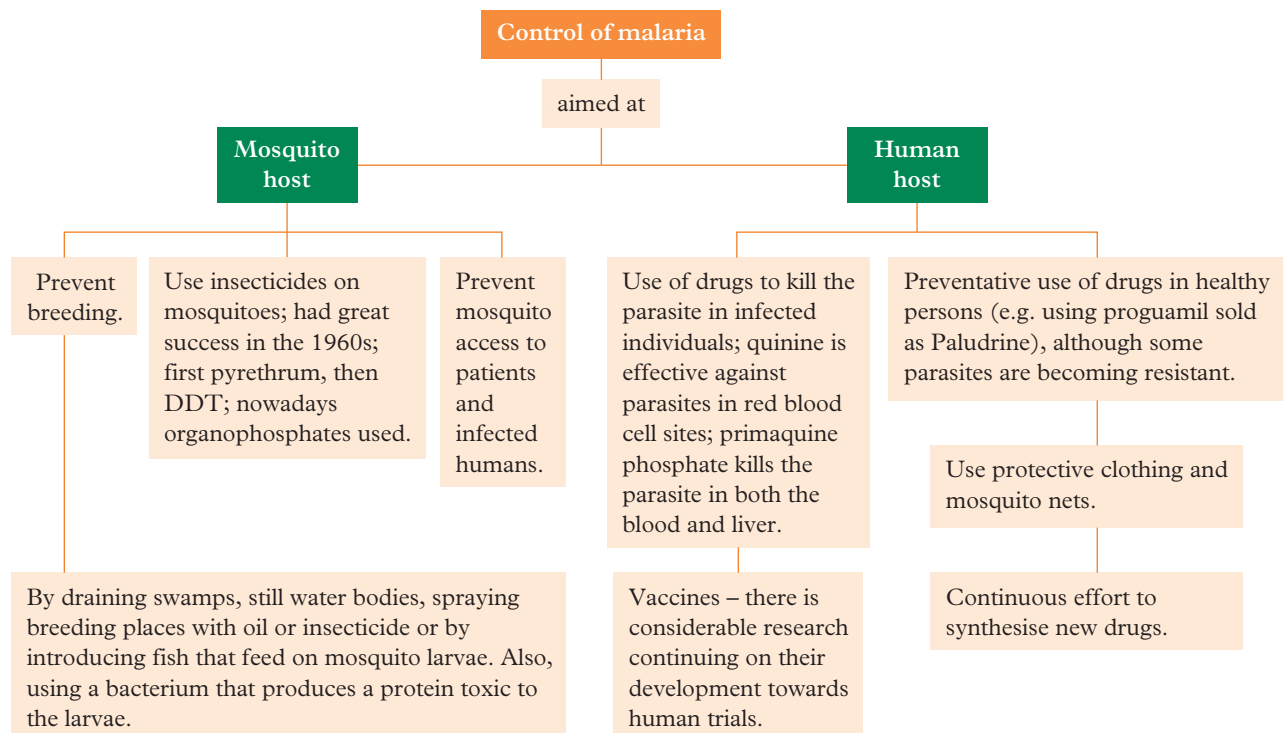 Control of malaria
aimed at
Mosquito
host
Human
host
Prevent
breeding.
Use insecticides on
mosquitoes; had great
success in the 1960s;
first pyrethrum, then
DDT; nowadays
organophosphates used.
Prevent
mosquito
access to
patients
and
infected
humans.
Use of drugs to kill the
parasite in infected
individuals; quinine is
effective against
parasites in red blood
cell sites; primaquine
phosphate kills the
parasite in both the
blood and liver.
Preventative use of drugs in healthy
persons (e.g. using proguamil sold
as Paludrine), although some
parasites are becoming resistant.
Use protective clothing and
mosquito nets.
By draining swamps, still water bodies, spraying
breeding places with oil or insecticide or by
introducing fish that feed on mosquito larvae. Also,
using a bacterium that produces a protein toxic to
the larvae.
Vaccines – there is
considerable research
continuing on their
development towards
human trials.
Continuous effort to
synthesise new drugs.